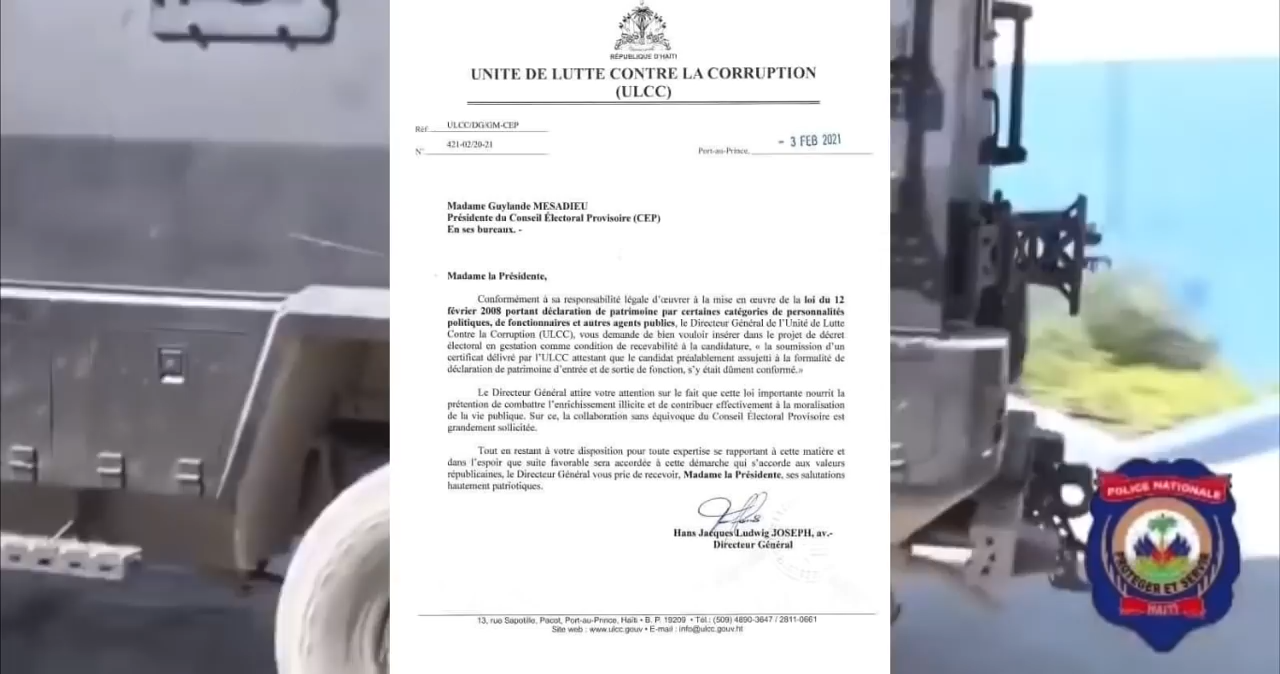 RÉPUBLIQUE D'HAITI
UNITE DE LUTTE CONTRE LA CORRUPTION
(ULCC)
Réf ULCC/DG/GM-CEP
N° 421-02/20-21
Port-au-Prince, - 3 FEB 2021
Madame Guylande MESADIEU
Présidente du Conseil Électoral Provisoire (CEP)
En ses bureaux. -
Madame la Présidente,
Conformément à sa responsabilité légale d'œuvrer à la mise en œuvre de la loi du 12
février 2008 portant déclaration de patrimoine par certaines catégories de personnalités
politiques, de fonctionnaires et autres agents publics, le Directeur Général de l'Unité de Lutte
Contre la Corruption (ULCC), vous demande de bien vouloir insérer dans le projet de décret
électoral en gestation comme condition de recevabilité à la candidature, « la soumission d'un
certificat délivré par l'ULCC attestant que le candidat préalablement assujetti à la formalité de
déclaration de patrimoine d'entrée et de sortie de fonction, s'y était dûment conformé.»
Le Directeur Général attire votre attention sur le fait que cette loi importante nourrit la
prétention de combattre l'enrichissement illicite et de contribuer effectivement à la moralisation
de la vie publique. Sur ce, la collaboration sans équivoque du Conseil Électoral Provisoire est
grandement sollicitée.
Tout en restant à votre disposition pour toute expertise se rapportant à cette matière et
dans l'espoir que suite favorable sera accordée à cette démarche qui s'accorde aux valeurs
républicaines, le Directeur Général vous prie de recevoir, Madame la Présidente, ses salutations
hautement patriotiques.
Hans Jacques Ludwig JOSEPH, av.-
Directeur Général
13, rue Sapotille, Pacot, Port-au-Prince, Haïti • B. P. 19209 • Tél.: (509) 4890-3647 / 2811-0661
Site web : www.ulcc.gouv • E-mail : info@ulcc.gouv.ht
POLICE NATIONALE
PROTEGER ET SERVIR
HAITI